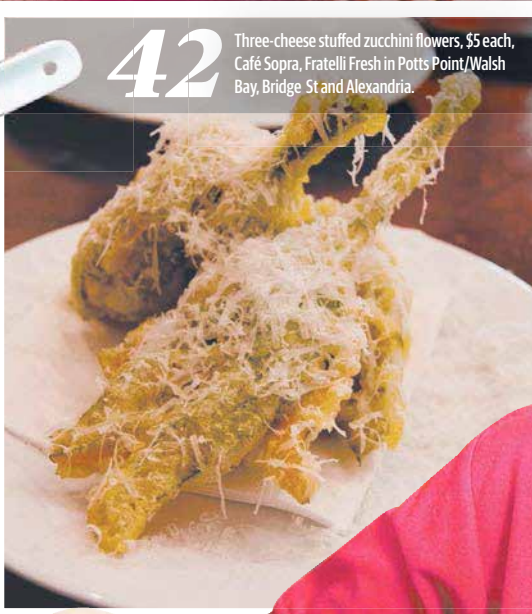 42
Three-cheese stuffed zucchini flowers, $5 each,
Café Sopra, Fratelli Fresh in Potts Point/Walsh
Bay, Bridge St and Alexandria.